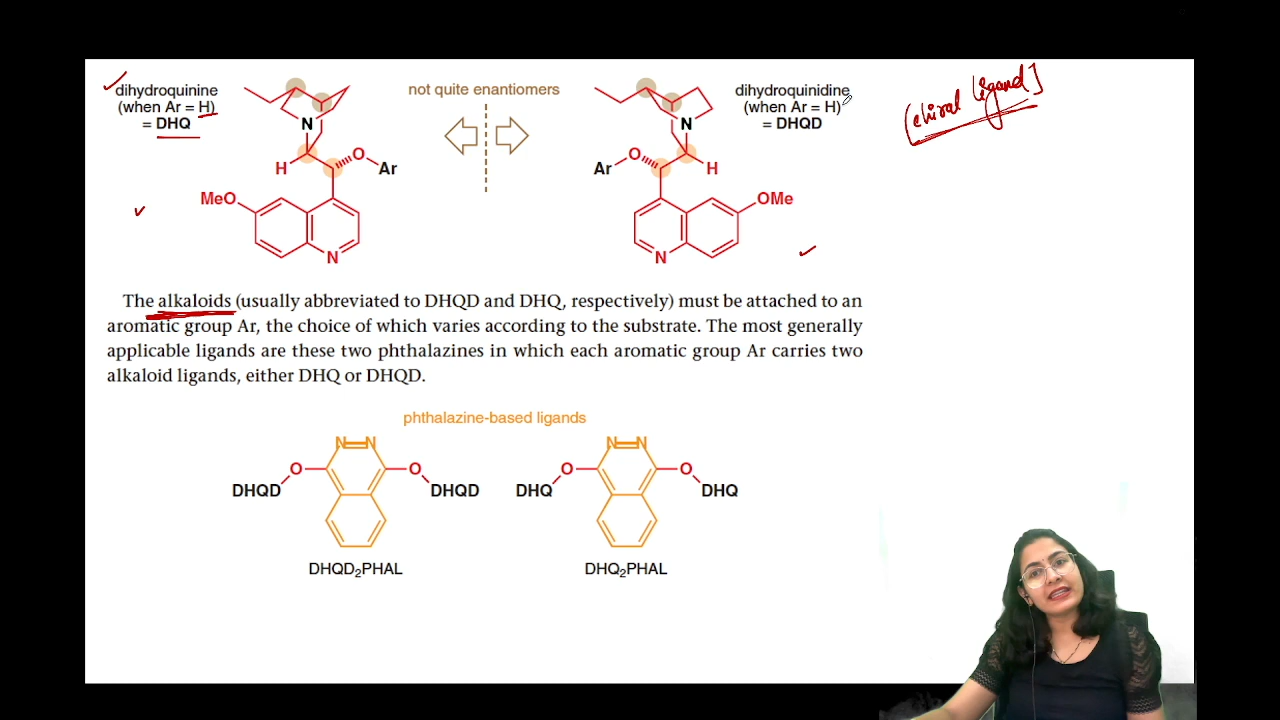 dihydroquinine
(when Ar = H)
= DHQ
not quite enantiomers
dihydroquinidine
(when Ar = H)
= DHQD
(chiral ligand]
N
H
O
Ar
MeO
N
N
Ar
O
H
OMe
N
The alkaloids (usually abbreviated to DHQD and DHQ, respectively) must be attached to an
aromatic group Ar, the choice of which varies according to the substrate. The most generally
applicable ligands are these two phthalazines in which each aromatic group Ar carries two
alkaloid ligands, either DHQ or DHQD.
phthalazine-based ligands
N N
O O
DHQD DHQD
DHQD₂PHAL
N N
O O
DHQ DHQ
DHQ₂PHAL